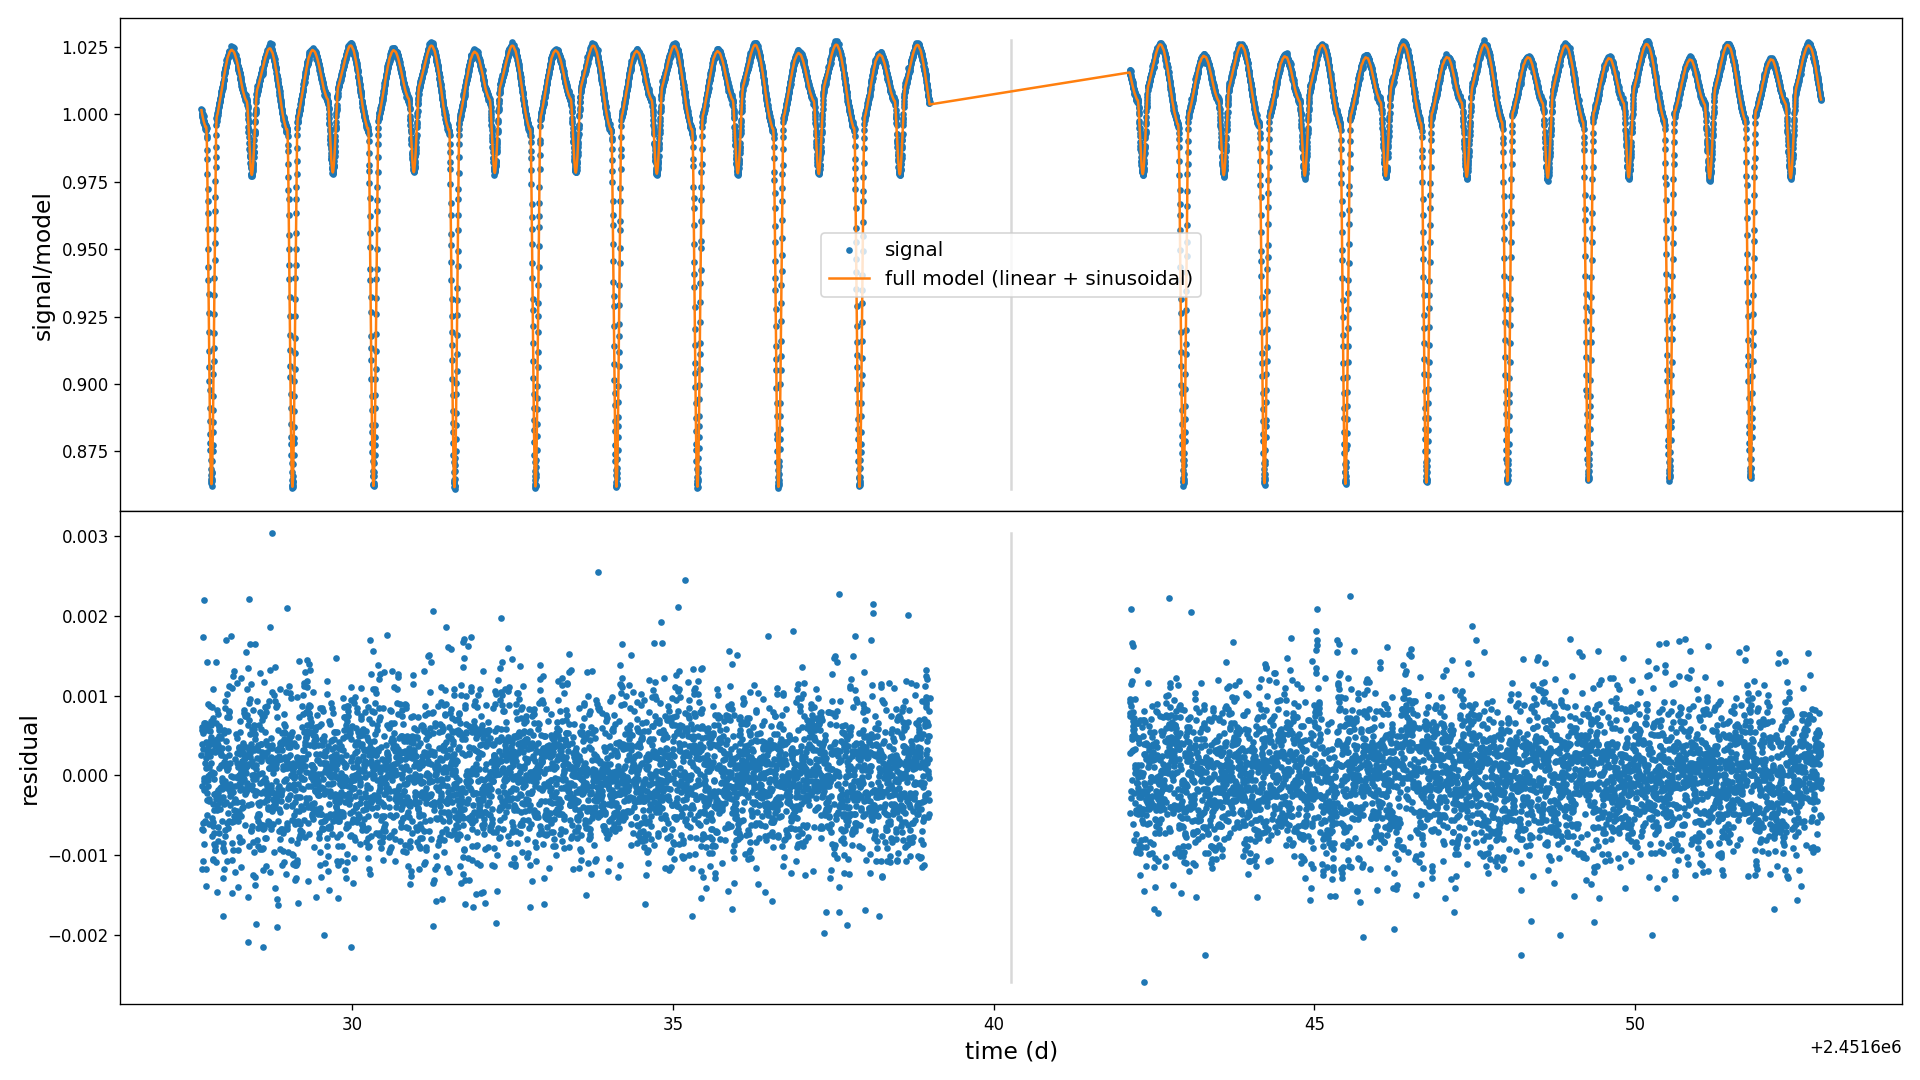 1.025
1.000
0.975
0.950
0.925
0.900
0.875
signal/model
signal
full model (linear + sinusoidal)
0.003
0.002
0.001
0.000
−0.001
−0.002
residual
30 35 40 45 50
time (d)
+2.4516e6